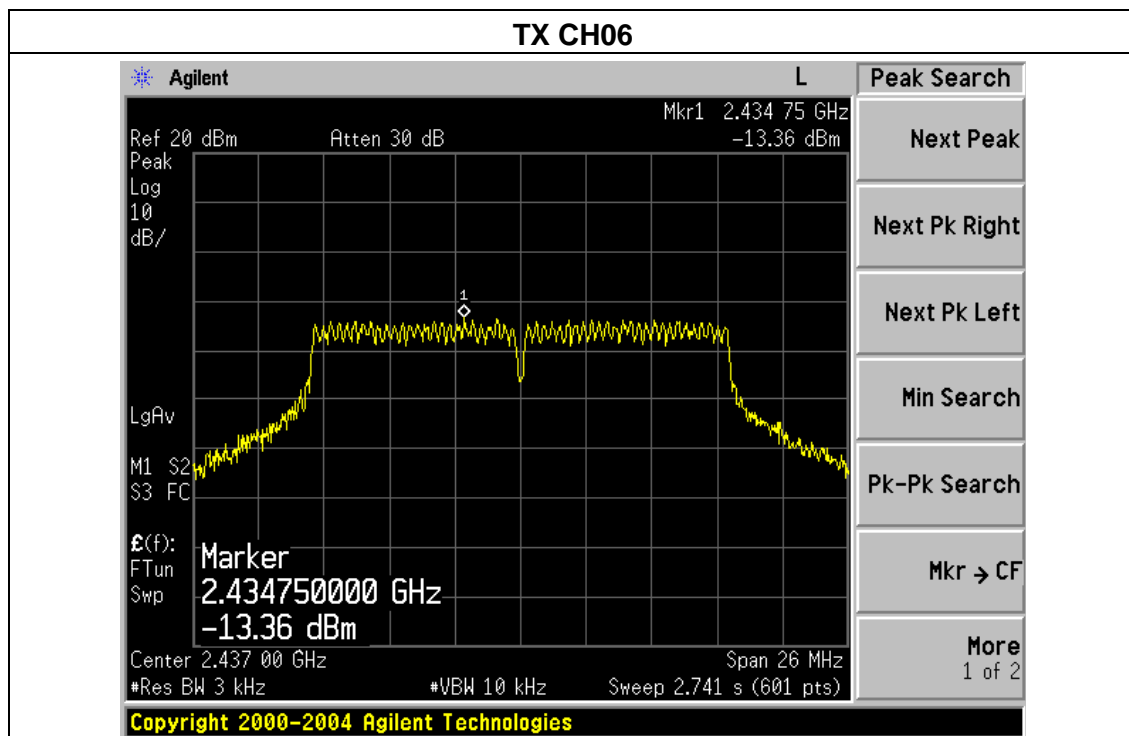 TX CH06
Agilent L Peak Search
Mkr1 2.434 75 GHz
Ref 20 dBm Atten 30 dB -13.36 dBm
Peak
Log
10
dB/
1
LgAv
M1 S2
S3 FC
£(f):
FTun
Swp
Marker
2.434750000 GHz
-13.36 dBm
Center 2.437 00 GHz Span 26 MHz
#Res BW 3 kHz #VBW 10 kHz Sweep 2.741 s (601 pts)
Copyright 2000-2004 Agilent Technologies
Next Peak
Next Pk Right
Next Pk Left
Min Search
Pk-Pk Search
Mkr → CF
More
1 of 2